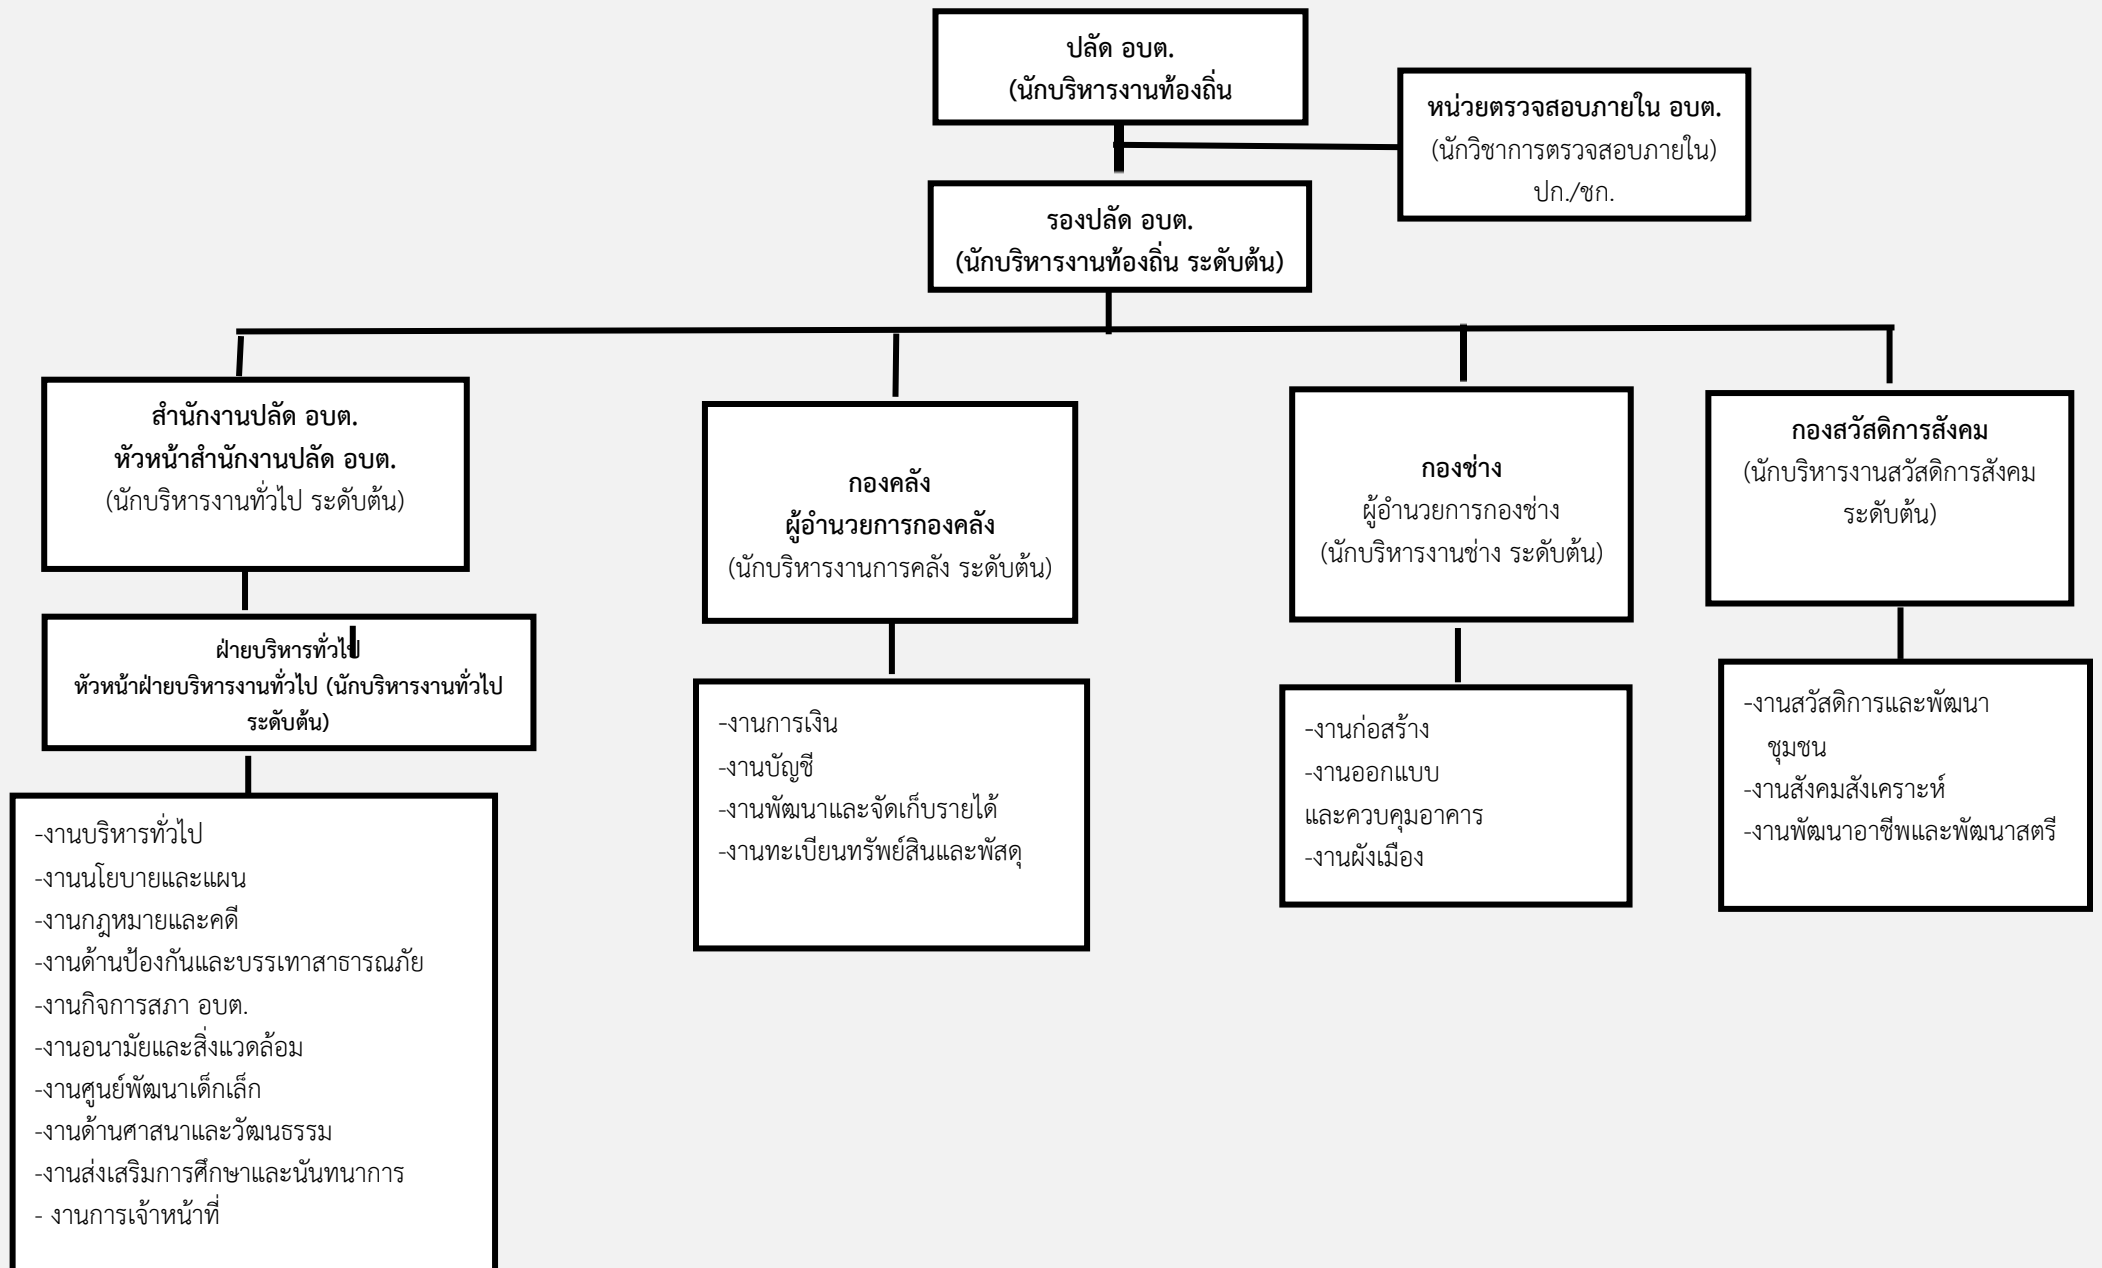 ปลัด อบต.
(นักบริหารงานท้องถิ่น
หน่วยตรวจสอบภายใน อบต.
(นักวิชาการตรวจสอบภายใน)
ปก./ชก.
รองปลัด อบต.
(นักบริหารงานท้องถิ่น ระดับต้น)
สำนักงานปลัด อบต.
หัวหน้าสำนักงานปลัด อบต.
(นักบริหารงานทั่วไป ระดับต้น)
ฝ่ายบริหารทั่วไป
หัวหน้าฝ่ายบริหารงานทั่วไป (นักบริหารงานทั่วไป
ระดับต้น)
-งานบริหารทั่วไป
-งานนโยบายและแผน
-งานกฎหมายและคดี
-งานด้านป้องกันและบรรเทาสาธารณภัย
-งานกิจการสภา อบต.
-งานอนามัยและสิ่งแวดล้อม
-งานศูนย์พัฒนาเด็กเล็ก
-งานด้านศาสนาและวัฒนธรรม
-งานส่งเสริมการศึกษาและนันทนาการ
- งานการเจ้าหน้าที่
กองคลัง
ผู้อำนวยการกองคลัง
(นักบริหารงานการคลัง ระดับต้น)
-งานการเงิน
-งานบัญชี
-งานพัฒนาและจัดเก็บรายได้
-งานทะเบียนทรัพย์สินและพัสดุ
กองช่าง
ผู้อำนวยการกองช่าง
(นักบริหารงานช่าง ระดับต้น)
-งานก่อสร้าง
-งานออกแบบ
และควบคุมอาคาร
-งานผังเมือง
กองสวัสดิการสังคม
(นักบริหารงานสวัสดิการสังคม
ระดับต้น)
-งานสวัสดิการและพัฒนา
ชุมชน
-งานสังคมสังเคราะห์
-งานพัฒนาอาชีพและพัฒนาสตรี